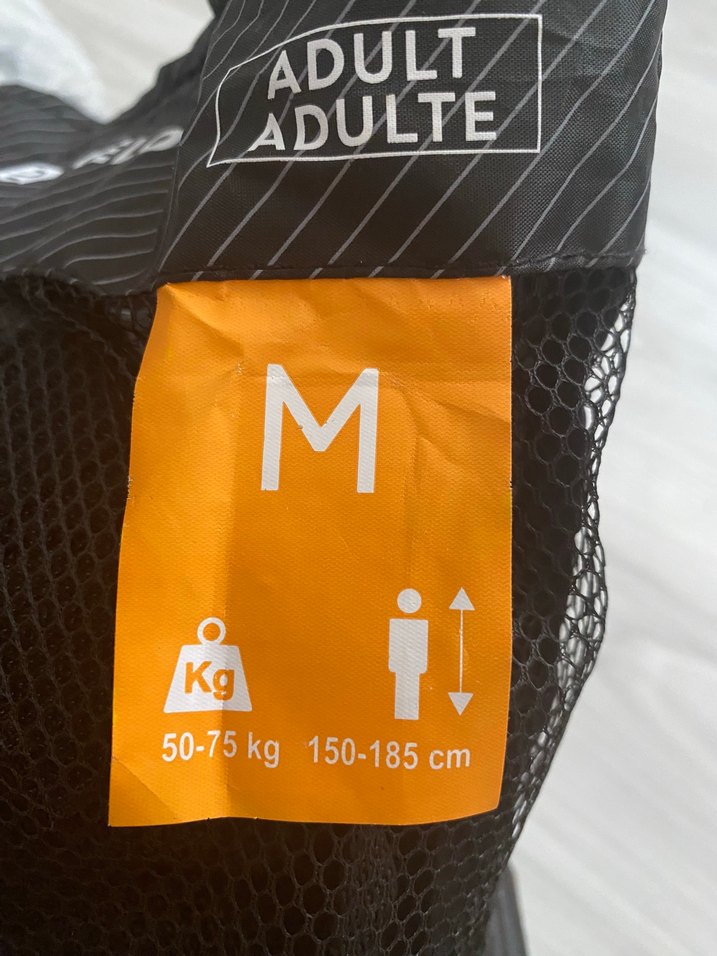 ADULT
ADULTE
M
Kg
50-75 kg 150-185 cm